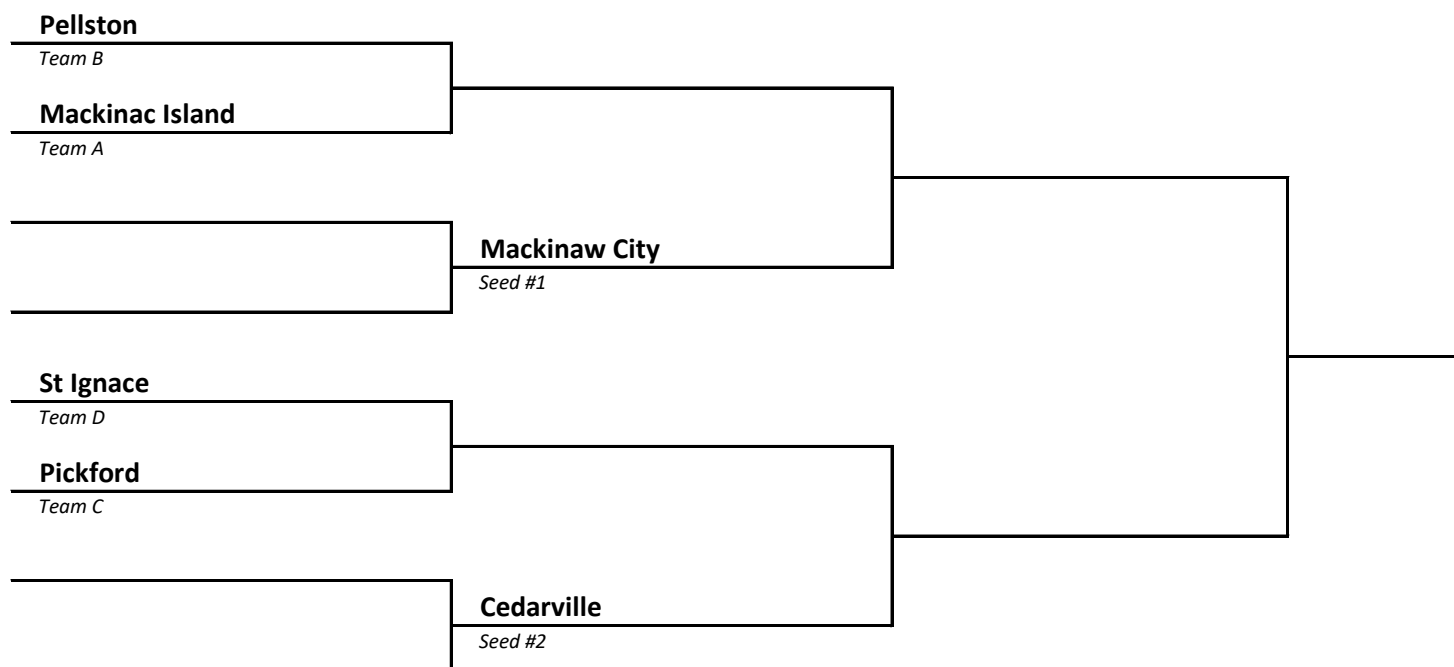 Pellston
Team B
Mackinac Island
Team A
Mackinaw City
Seed #1
St Ignace
Team D
Pickford
Team C
Cedarville
Seed #2